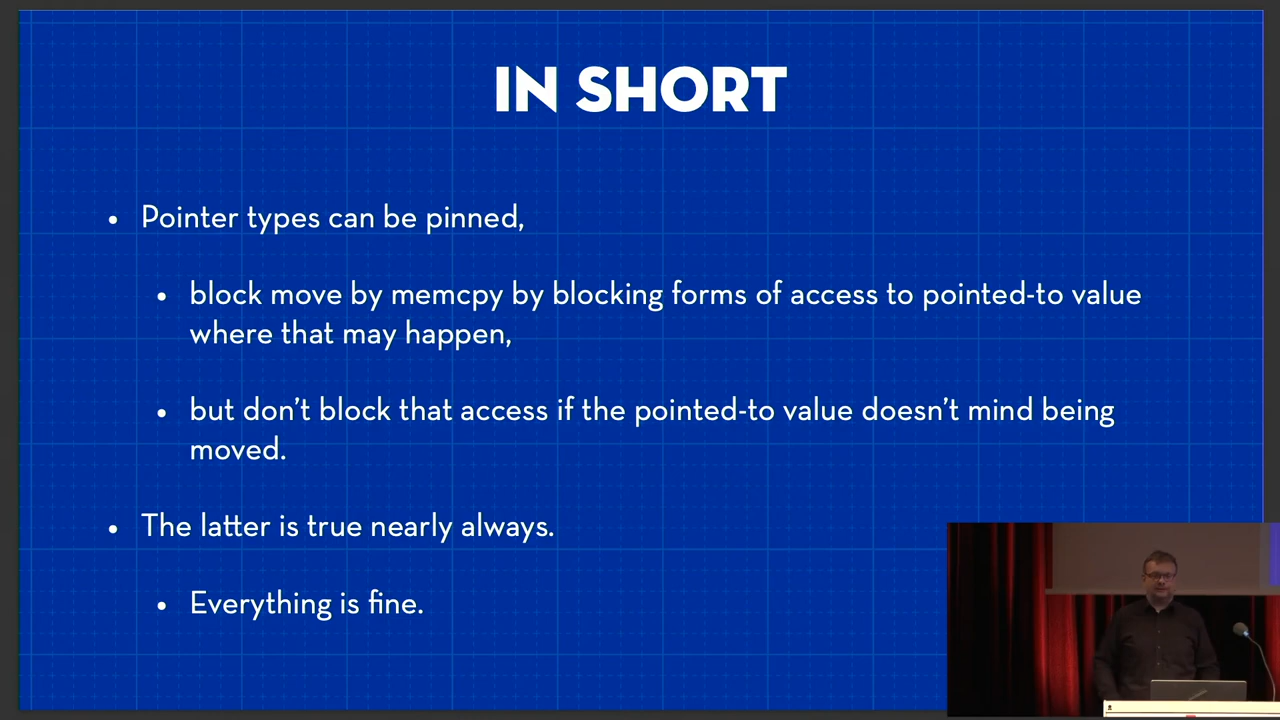 IN SHORT
• Pointer types can be pinned,
• block move by memcpy by blocking forms of access to pointed-to value
where that may happen,
• but don't block that access if the pointed-to value doesn't mind being
moved.
• The latter is true nearly always.
• Everything is fine.